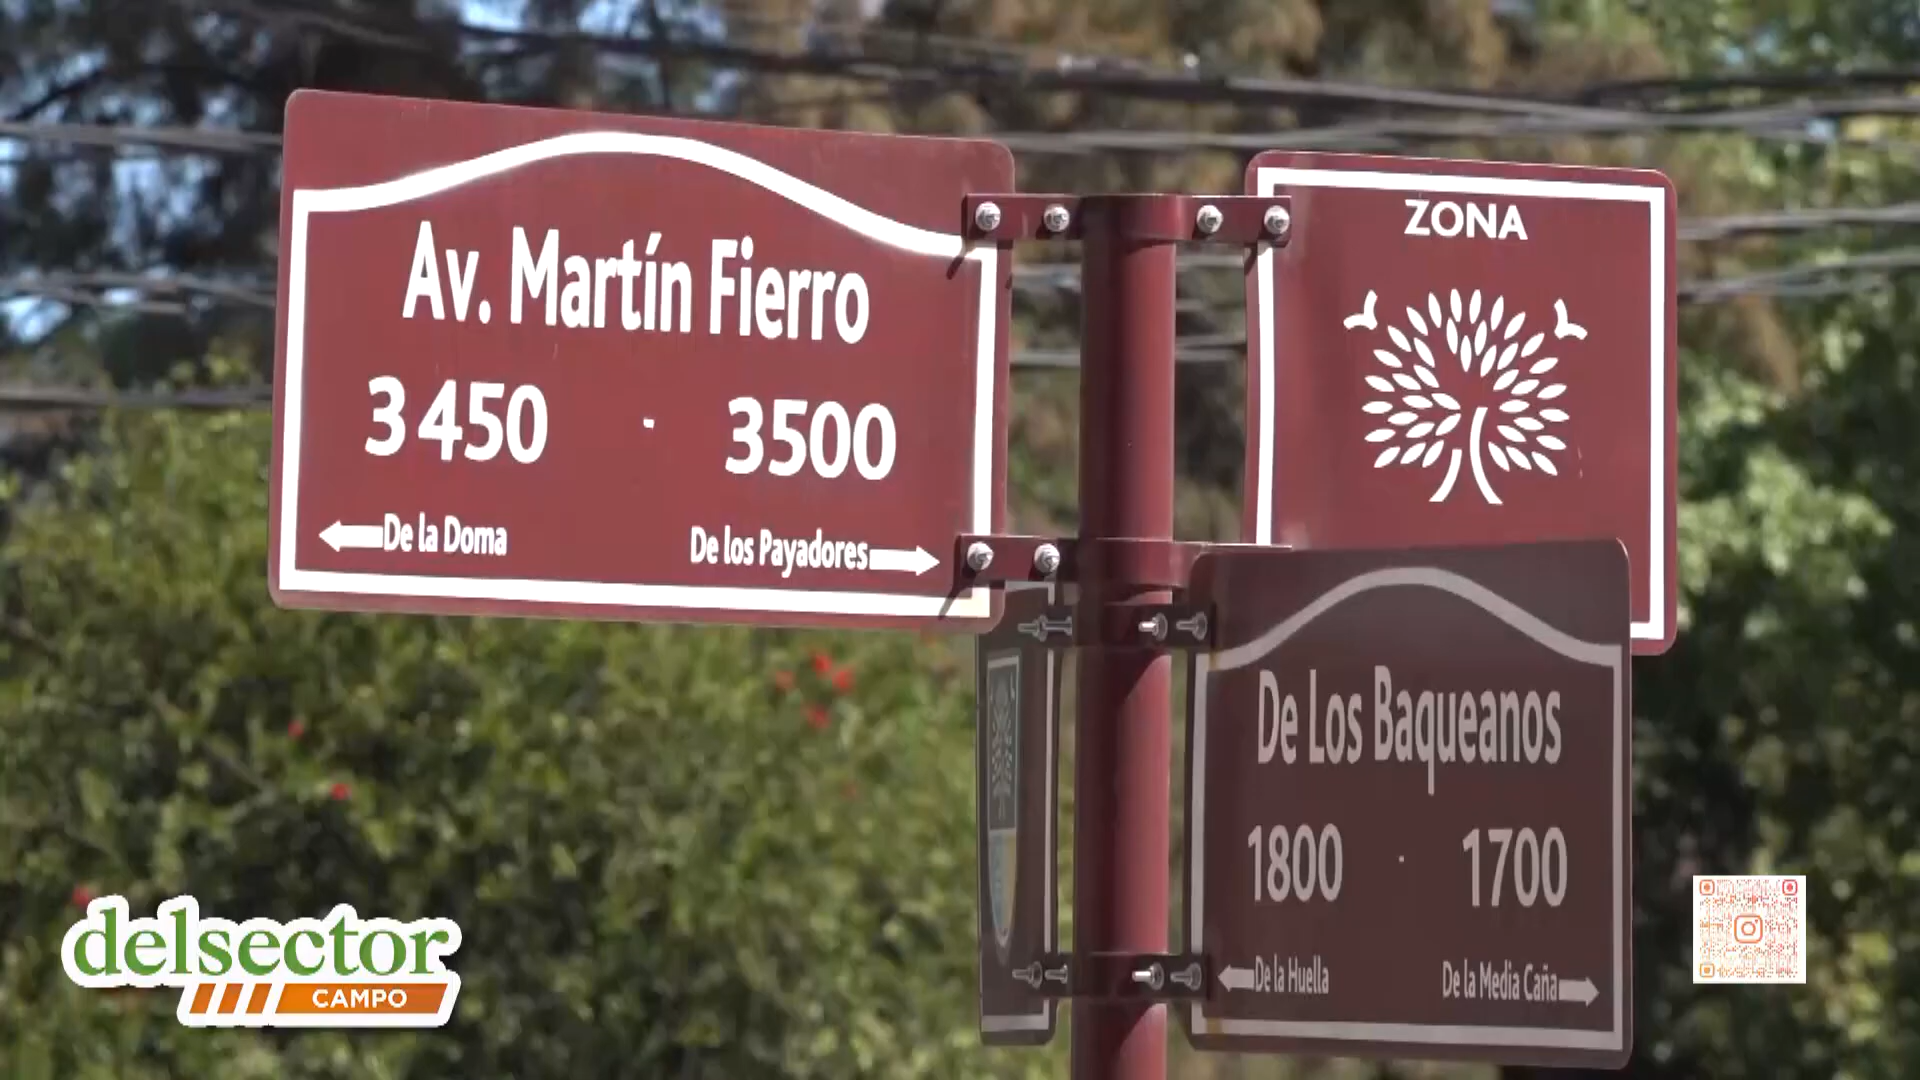 Av. Martín Fierro
3450 · 3500
De la Doma De los Payadores
ZONA
De Los Baqueanos
1800 · 1700
De la Huella De la Media Caña
delsector
CAMPO